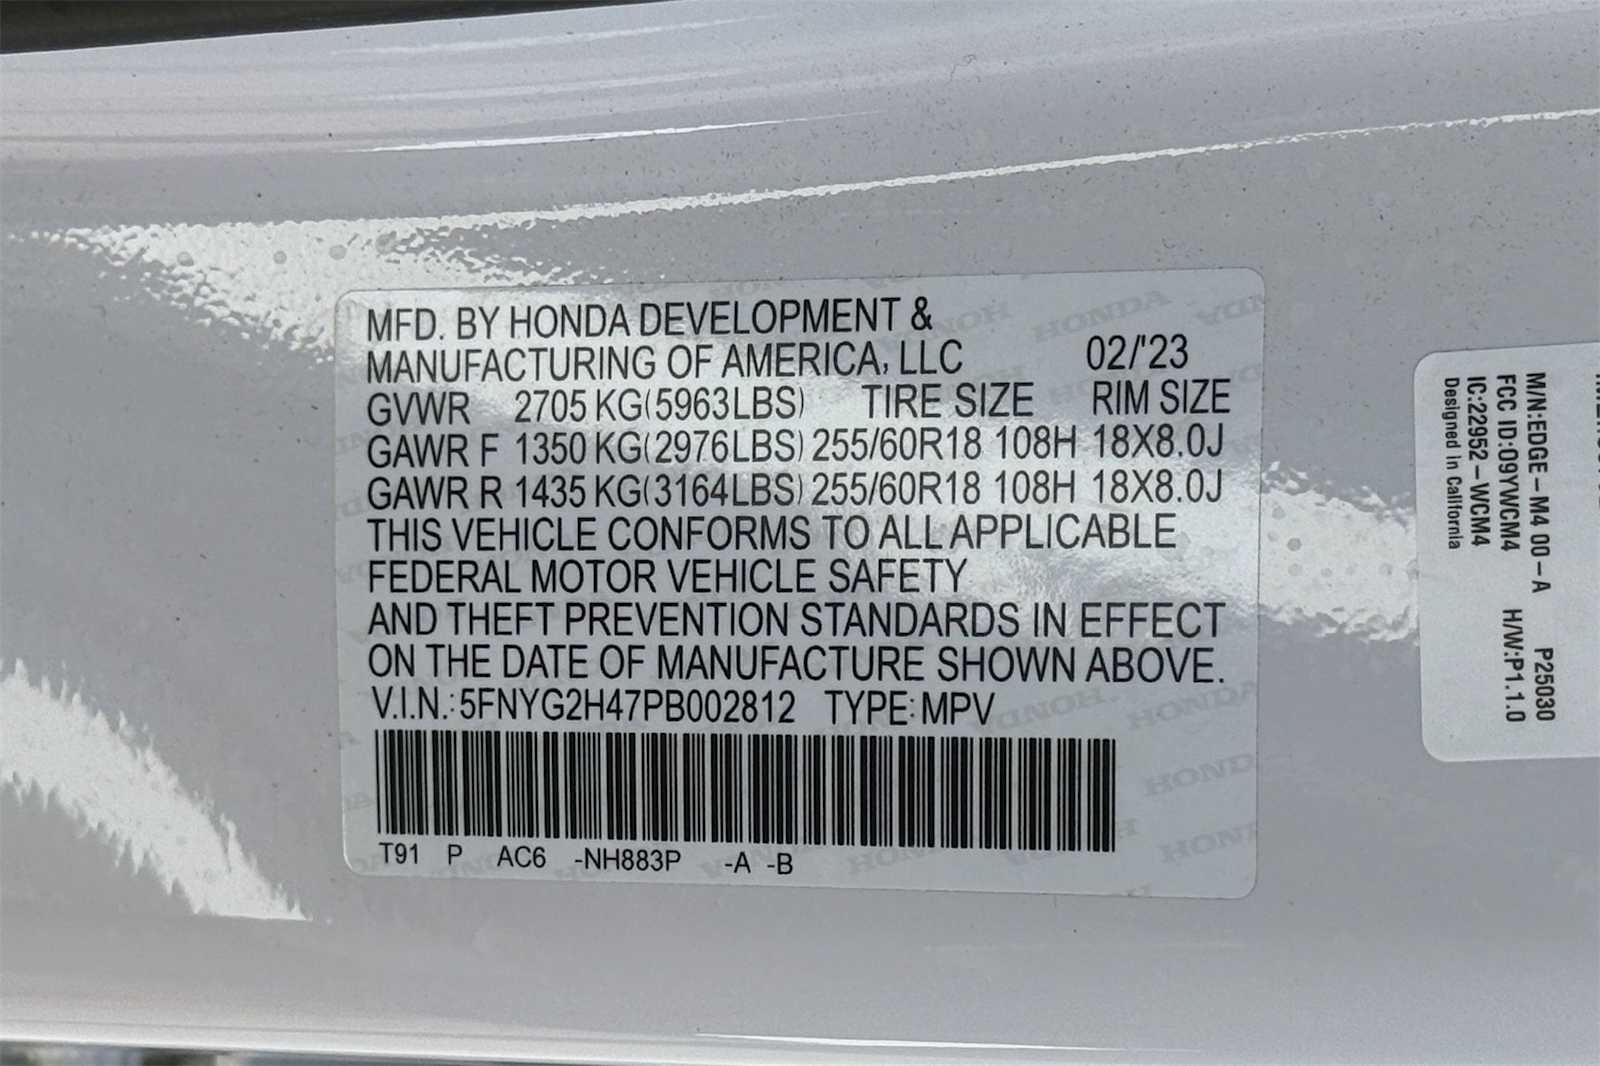 MFD. BY HONDA DEVELOPMENT &
MANUFACTURING OF AMERICA, LLC 02/'23
GVWR 2705 KG(5963LBS) TIRE SIZE RIM SIZE
GAWR F 1350 KG(2976LBS) 255/60R18 108H 18X8.0J
GAWR R 1435 KG(3164LBS) 255/60R18 108H 18X8.0J
THIS VEHICLE CONFORMS TO ALL APPLICABLE
FEDERAL MOTOR VEHICLE SAFETY
AND THEFT PREVENTION STANDARDS IN EFFECT
ON THE DATE OF MANUFACTURE SHOWN ABOVE.
V.I.N.: 5FNYG2H47PB002812 TYPE: MPV
T91 P AC6 -NH883P -A -B
M/N:EDGE-M4 00-A P25030
FCC ID:O9YWCM4 H/W:P1.1.0
IC:22952-WCM4
Designed in California